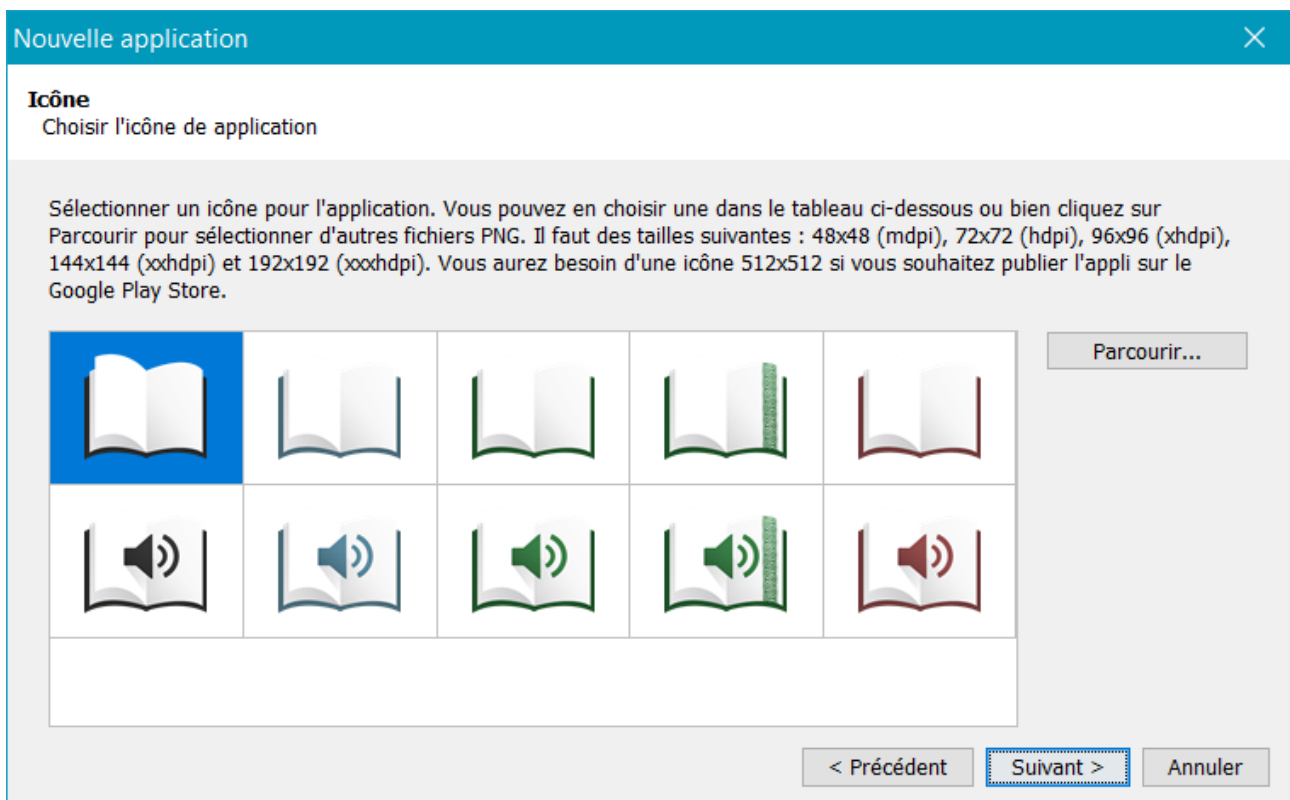 Nouvelle application
Icône
Choisir l'icône de application
Sélectionner un icône pour l'application. Vous pouvez en choisir une dans le tableau ci-dessous ou bien cliquez sur
Parcourir pour sélectionner d'autres fichiers PNG. Il faut des tailles suivantes : 48x48 (mdpi), 72x72 (hdpi), 96x96 (xhdpi),
144x144 (xxhdpi) et 192x192 (xxxhdpi). Vous aurez besoin d'une icône 512x512 si vous souhaitez publier l'appli sur le
Google Play Store.
Parcourir...
< Précédent
Suivant >
Annuler